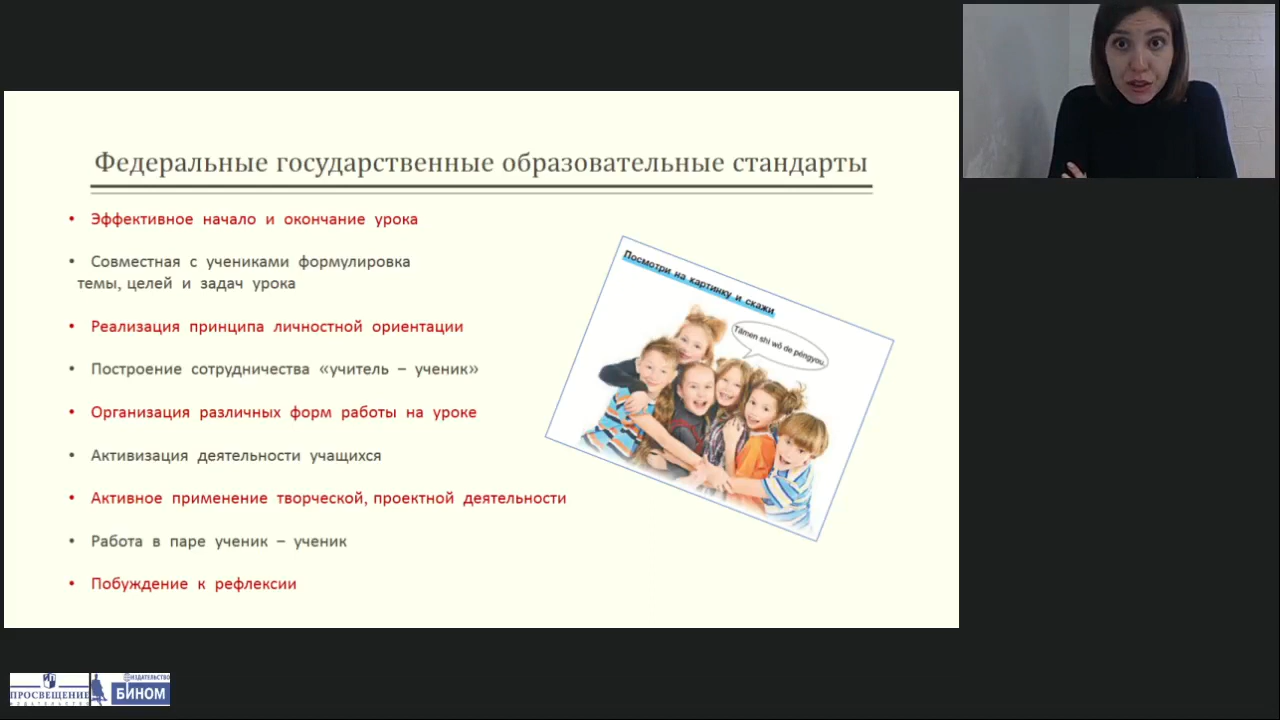 Федеральные государственные образовательные стандарты
• Эффективное начало и окончание урока
• Совместная с учениками формулировка
темы, целей и задач урока
• Реализация принципа личностной ориентации
• Построение сотрудничества «учитель – ученик»
• Организация различных форм работы на уроке
• Активизация деятельности учащихся
• Активное применение творческой, проектной деятельности
• Работа в паре ученик – ученик
• Побуждение к рефлексии
Посмотри на картинку и скажи
Tāmen shì wǒ de péngyou.
ПРОСВЕЩЕНИЕ
ИЗДАТЕЛЬСТВО
ИЗДАТЕЛЬСТВО
БИНОМ